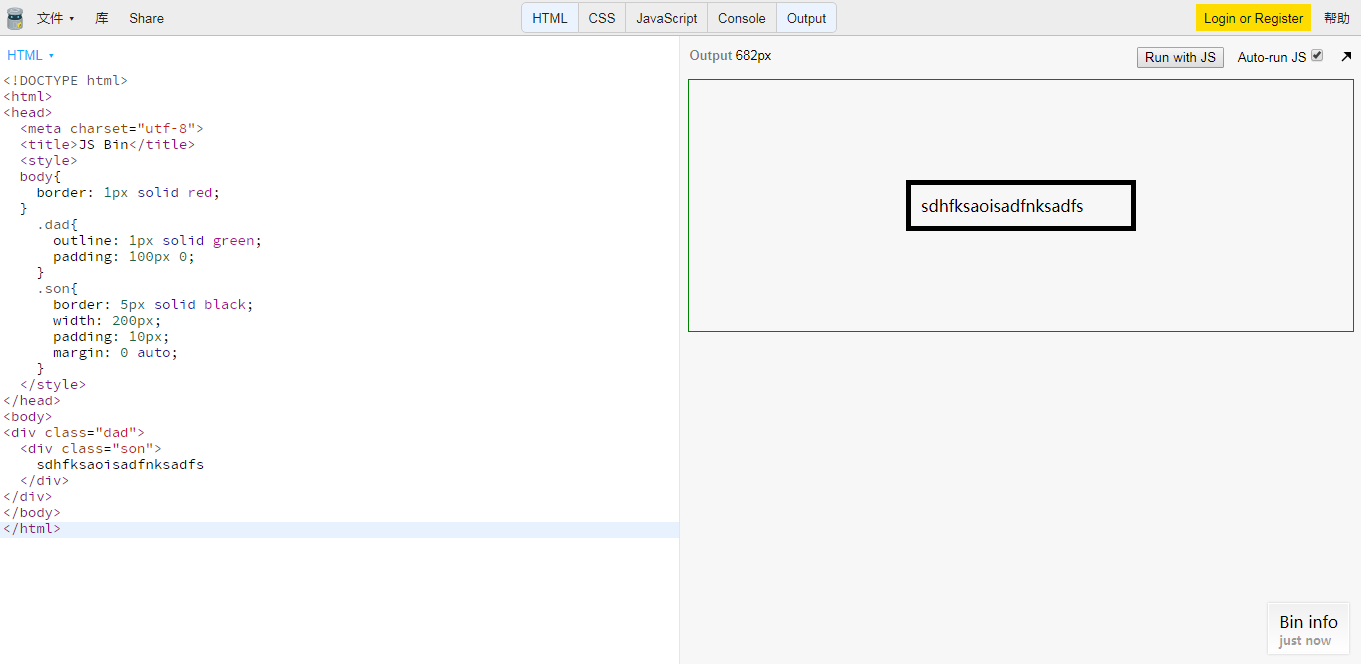 文件 ▾ 库 Share HTML CSS JavaScript Console Output Login or Register 帮助
HTML ▾
<!DOCTYPE html>
<html>
<head>
  <meta charset="utf-8">
  <title>JS Bin</title>
  <style>
  body{
    border: 1px solid red;
  }
    .dad{
      outline: 1px solid green;
      padding: 100px 0;
    }
    .son{
      border: 5px solid black;
      width: 200px;
      padding: 10px;
      margin: 0 auto;
    }
  </style>
</head>
<body>
<div class="dad">
  <div class="son">
    sdhfksaoisadfnksadfs
  </div>
</div>
</body>
</html>
Output 682px Run with JS Auto-run JS
sdhfksaoisadfnksadfs
Bin info
just now